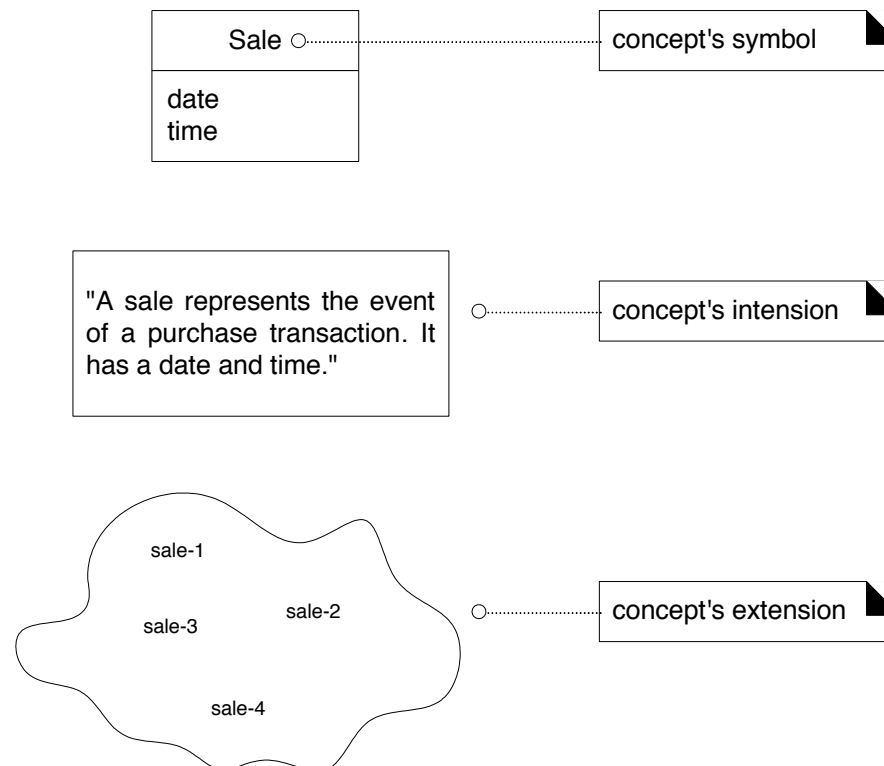 Sale
concept's symbol
date
time
"A sale represents the event
of a purchase transaction. It
has a date and time."
concept's intension
sale-1
sale-2
sale-3
concept's extension
sale-4